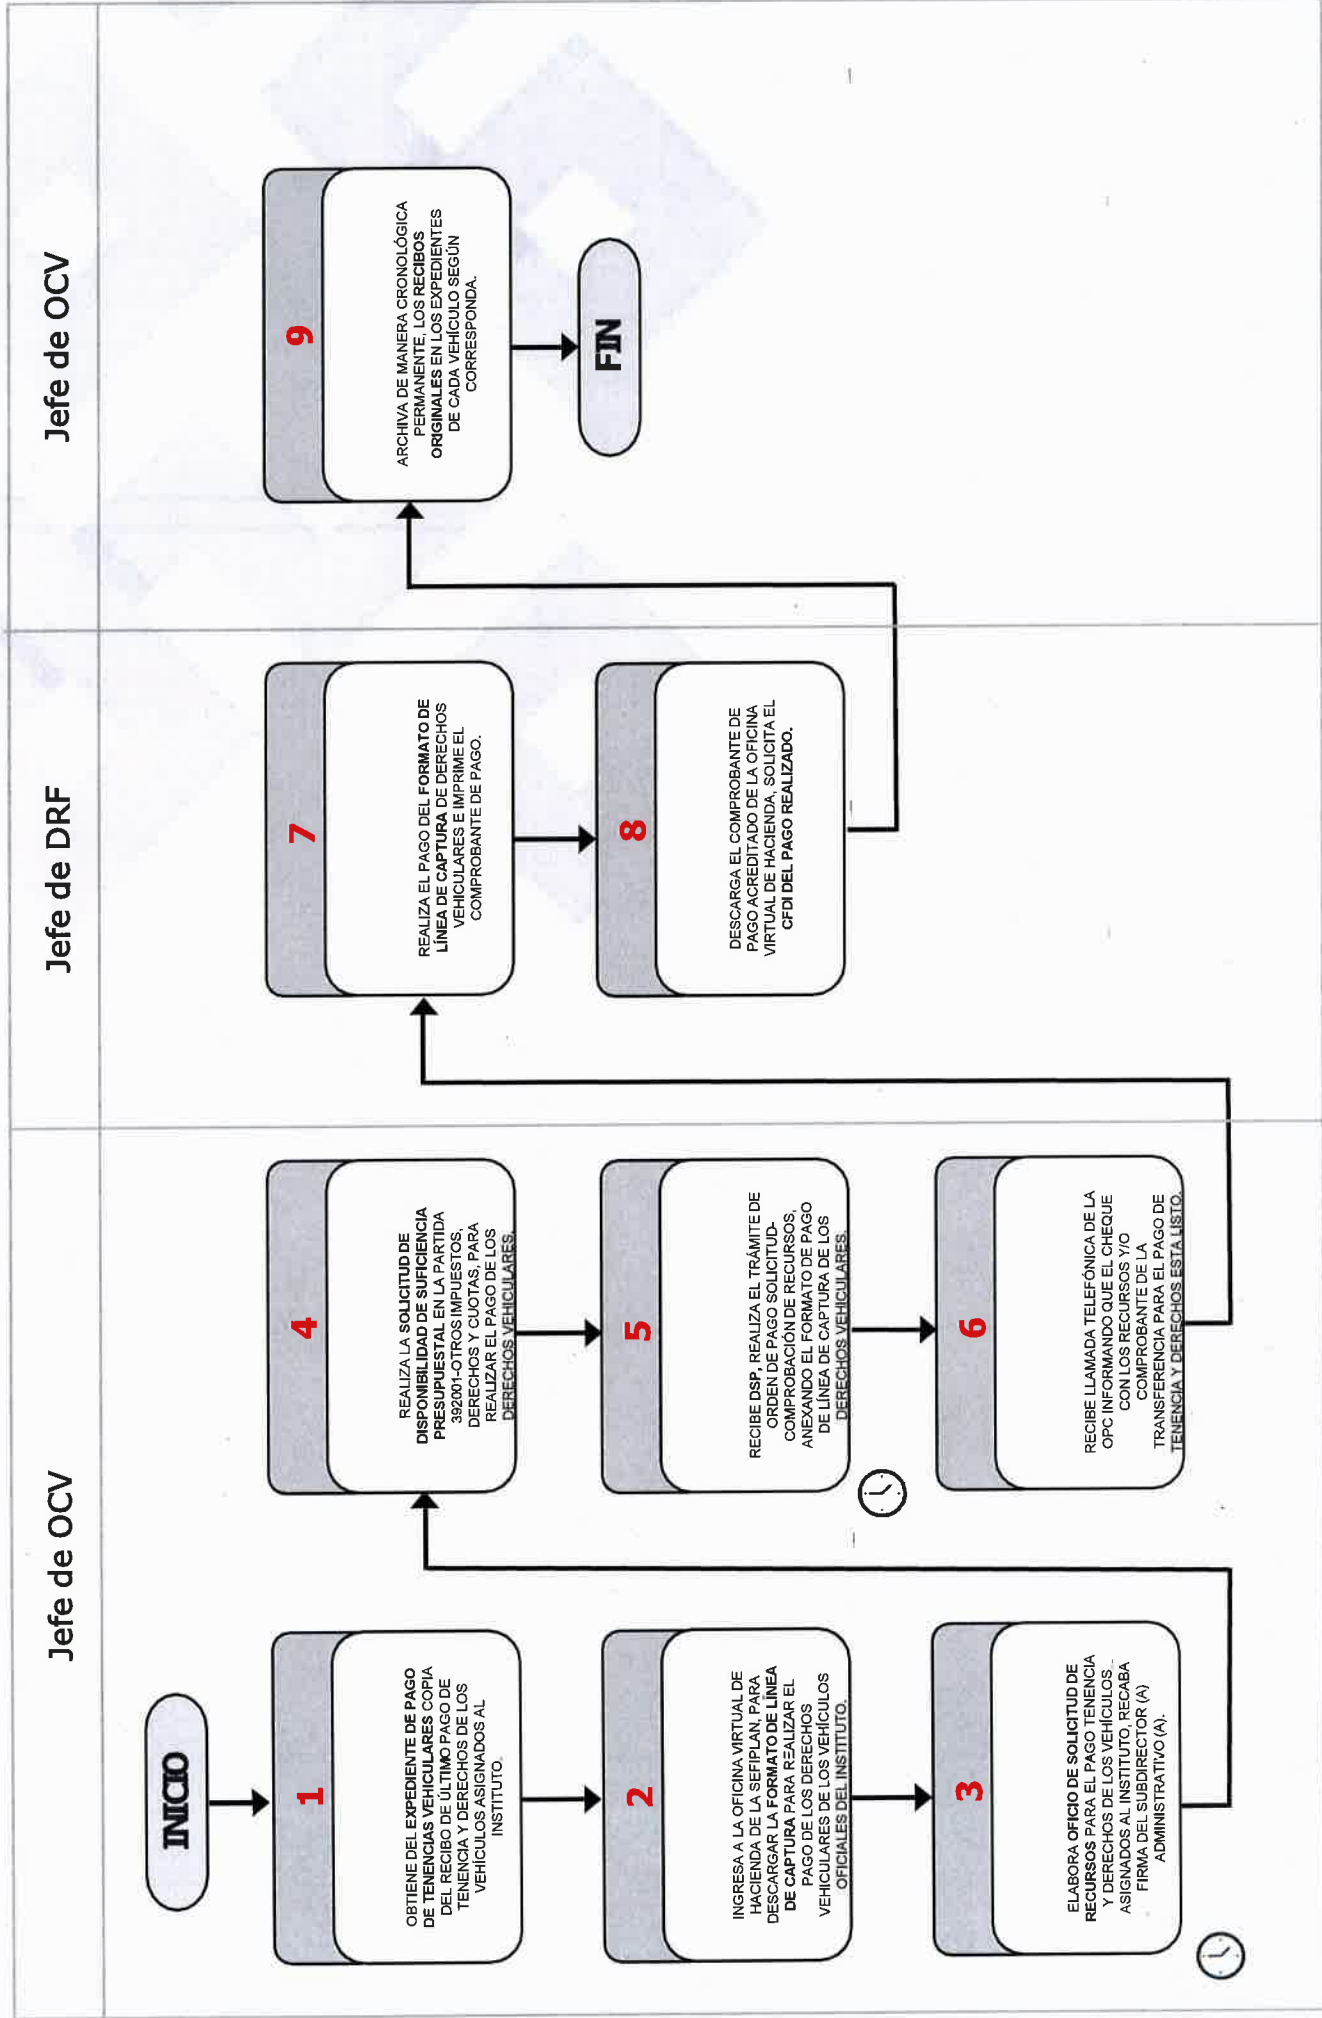 Jefe de OCV
Jefe de DRF
Jefe de OCV
INICIO
1
OBTIENE DEL EXPEDIENTE DE PAGO
DE TENENCIAS VEHICULARES COPIA
DEL RECIBO DE ÚLTIMO PAGO DE
TENENCIA Y DERECHOS DE LOS
VEHÍCULOS ASIGNADOS AL
INSTITUTO.
2
INGRESA A LA OFICINA VIRTUAL DE
HACIENDA DE LA SEFIPLAN, PARA
DESCARGAR LA FORMATO DE LÍNEA
DE CAPTURA PARA REALIZAR EL
PAGO DE LOS DERECHOS
VEHICULARES DE LOS VEHÍCULOS
OFICIALES DEL INSTITUTO.
3
ELABORA OFICIO DE SOLICITUD DE
RECURSOS PARA EL PAGO TENENCIA
Y DERECHOS DE LOS VEHÍCULOS
ASIGNADOS AL INSTITUTO, RECABA
FIRMA DEL SUBDIRECTOR (A)
ADMINISTRATIVO (A).
4
REALIZA LA SOLICITUD DE
DISPONIBILIDAD DE SUFICIENCIA
PRESUPUESTAL EN LA PARTIDA
392001-OTROS IMPUESTOS,
DERECHOS Y CUOTAS, PARA
REALIZAR EL PAGO DE LOS
DERECHOS VEHICULARES.
5
RECIBE DSP, REALIZA EL TRÁMITE DE
ORDEN DE PAGO SOLICITUD-
COMPROBACIÓN DE RECURSOS,
ANEXANDO EL FORMATO DE PAGO
DE LÍNEA DE CAPTURA DE LOS
DERECHOS VEHICULARES.
6
RECIBE LLAMADA TELEFÓNICA DE LA
OPC INFORMANDO QUE EL CHEQUE
CON LOS RECURSOS Y/O
COMPROBANTE DE LA
TRANSFERENCIA PARA EL PAGO DE
TENENCIA Y DERECHOS ESTA LISTO.
7
REALIZA EL PAGO DEL FORMATO DE
LÍNEA DE CAPTURA DE DERECHOS
VEHICULARES E IMPRIME EL
COMPROBANTE DE PAGO.
8
DESCARGA EL COMPROBANTE DE
PAGO ACREDITADO DE LA OFICINA
VIRTUAL DE HACIENDA, SOLICITA EL
CFDI DEL PAGO REALIZADO.
9
ARCHIVA DE MANERA CRONOLÓGICA
PERMANENTE, LOS RECIBOS
ORIGINALES EN LOS EXPEDIENTES
DE CADA VEHÍCULO SEGÚN
CORRESPONDA.
FIN